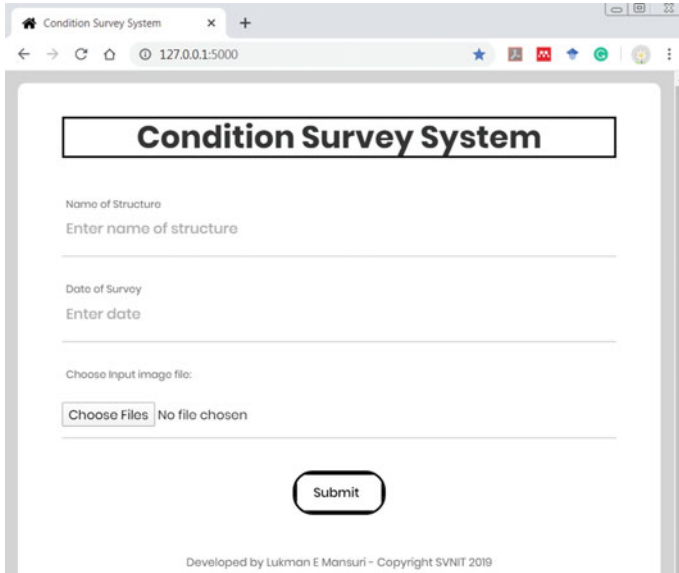 Condition Survey System
127.0.0.1:5000
Condition Survey System
Name of Structure
Enter name of structure
Date of Survey
Enter date
Choose Input image file:
Choose Files No file chosen
Submit
Developed by Lukman E Mansuri - Copyright SVNIT 2019